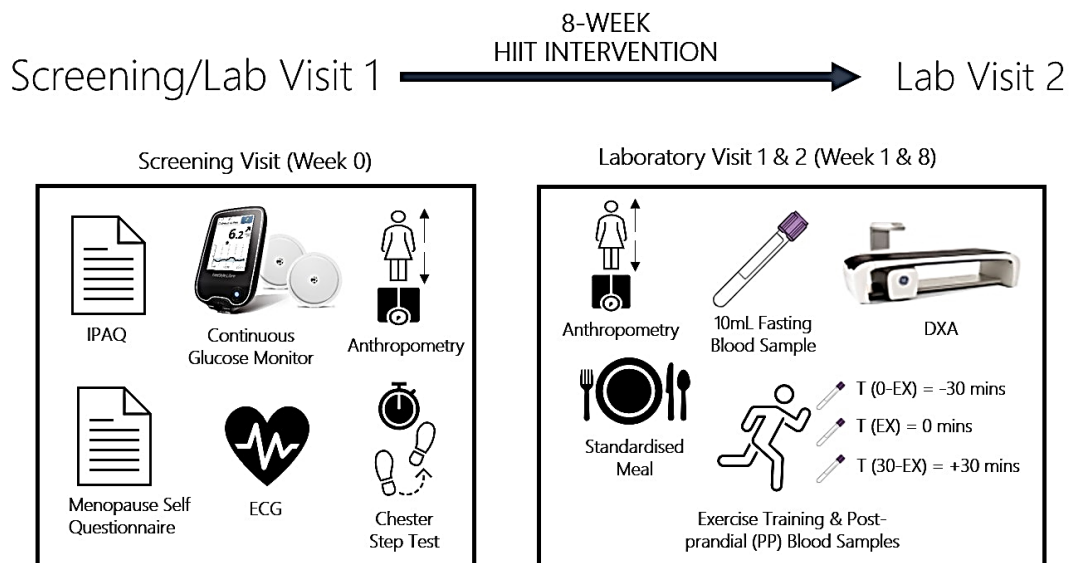 8-WEEK
HIIT INTERVENTION
Screening/Lab Visit 1
Lab Visit 2
Screening Visit (Week 0)
IPAQ
6.2
Continuous
Glucose Monitor
Anthropometry
Menopause Self
Questionnaire
ECG
Chester
Step Test
Laboratory Visit 1 & 2 (Week 1 & 8)
Anthropometry
10mL Fasting
Blood Sample
DXA
Standardised
Meal
T (0-EX) = -30 mins
T (EX) = 0 mins
T (30-EX) = +30 mins
Exercise Training & Post-
prandial (PP) Blood Samples